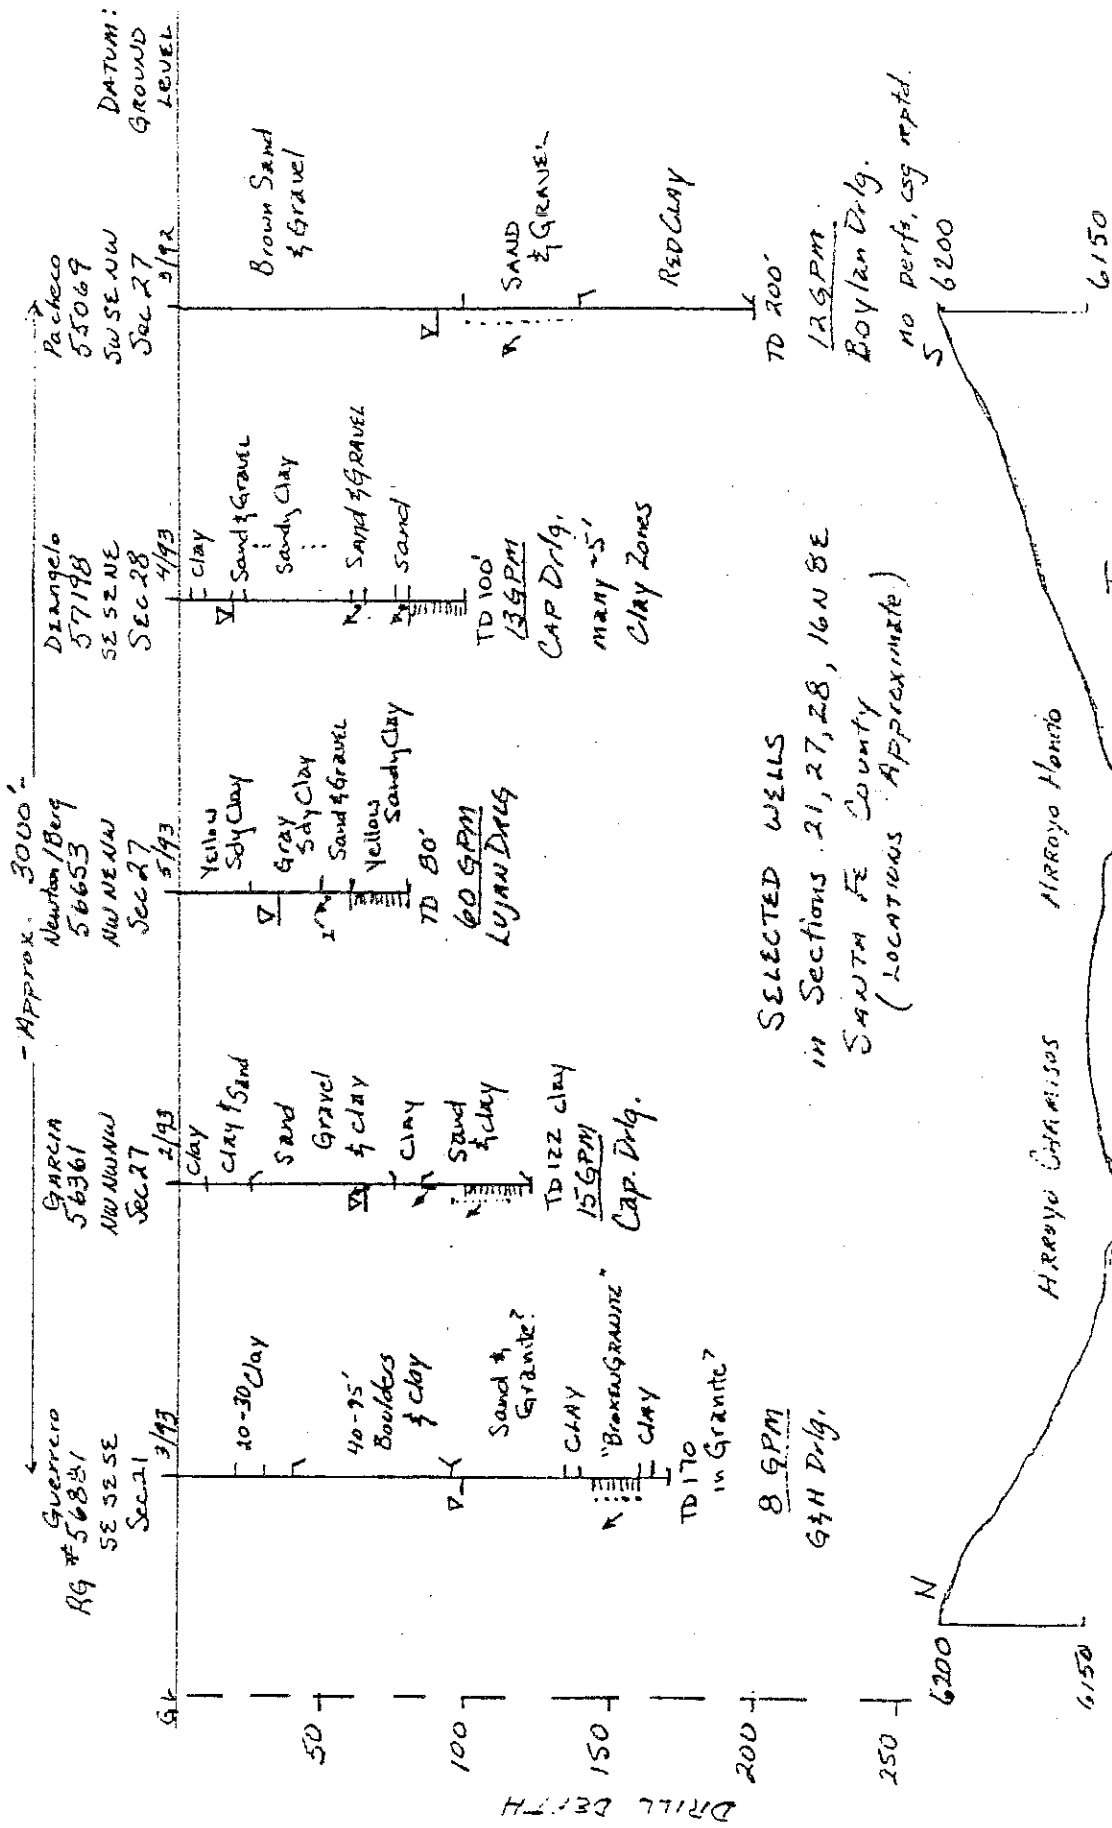 - Approx. 3000'-
DATUM:
GROUND
LEVEL
Guerrero
RG #56881
SE SE SE
Sec 21 3/93
20-30 Clay
40-95'
Boulders
& Clay
Sand &
Granite?
CLAY
"BROKEN GRANITE"
CLAY
TD 170
in Granite?
8 GPM
G&H Drlg.
GARCIA
56361
NW NW NW
Sec 27 2/93
Clay
Clay & Sand
Sand
Gravel
& clay
Clay
Sand
& clay
TD 122 clay
15 GPM
Cap. Drlg.
Newton/Berg
56653
NW NE NW
Sec 27 5/93
Yellow
Sdy Clay
Gray
Sdy Clay
Sand & Gravel
Yellow
Sandy Clay
TD 80'
60 GPM
LUJAN DRLG
Deangelo
57198
SE SE NE
SEC 28 4/93
Clay
Sand & Gravel
Sandy Clay
SAND & GRAVEL
Sand
TD 100'
13 GPM
CAP Drlg.
many ~5'
Clay Zones
Pacheco
55069
SW SE NW
Sec 27 3/92
Brown Sand
& Gravel
SAND
& GRAVEL
RED CLAY
TD 200'
12 GPM
Boylan Drlg.
no perfs, csg reptd.
GL
50
100
150
200
250
DRILL DEPTH
SELECTED WELLS
in Sections 21, 27, 28, 16N 8E
SANTA FE County
(LOCATIONS Approximate)
N
6200
6150
ARROYO CHAMISOS
ARROYO Hondo
S
6200
6150